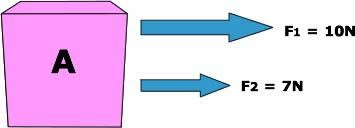 A
F1 = 10N
F2 = 7N